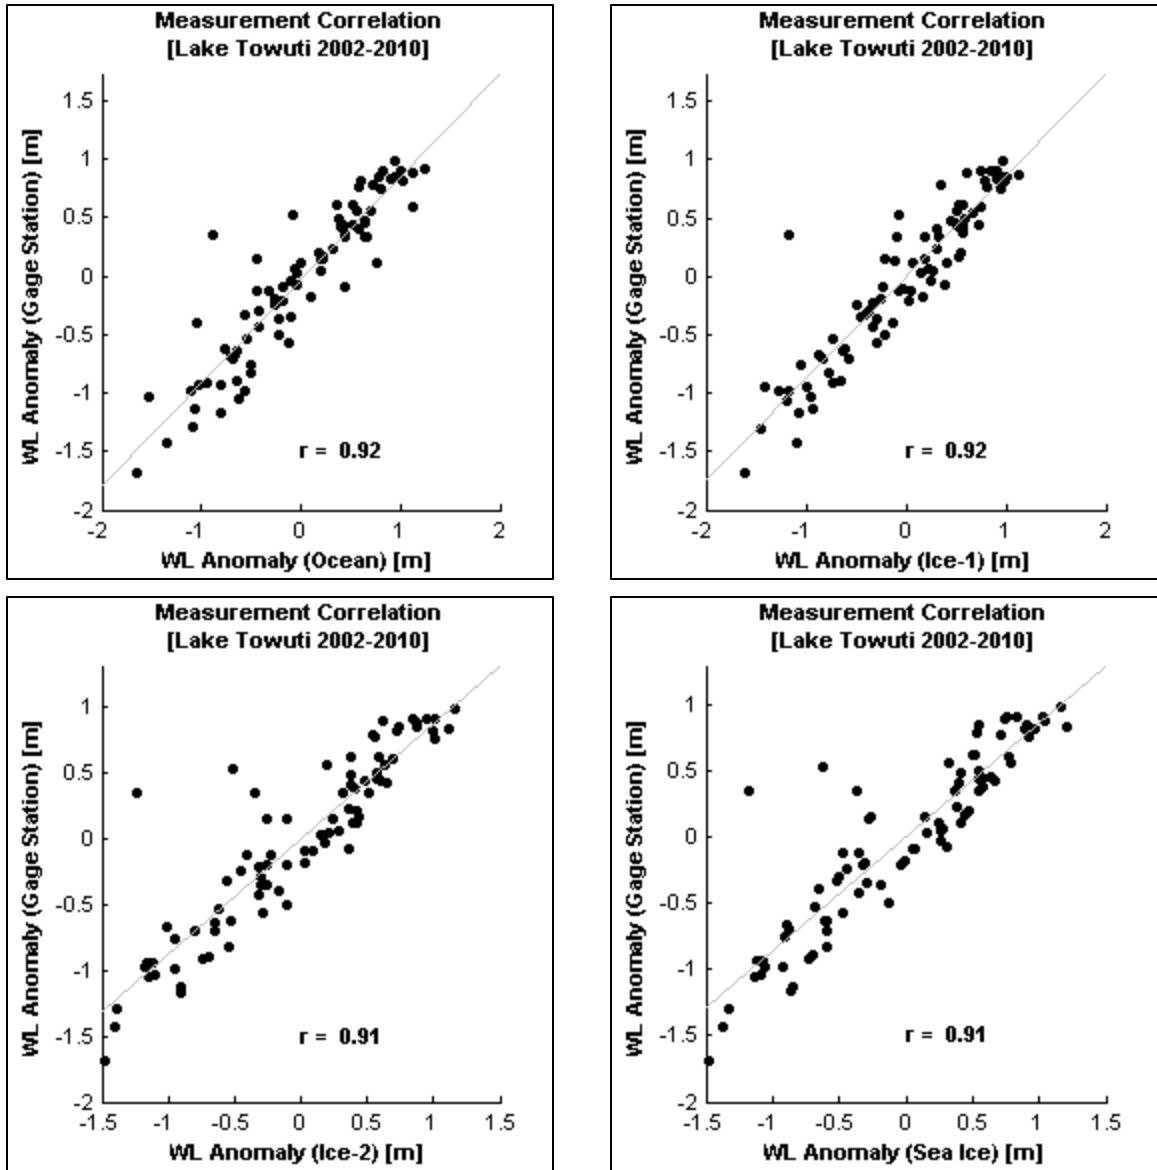 Measurement Correlation
[Lake Towuti 2002-2010]
WL Anomaly (Gage Station) [m]
1.5
1
0.5
0
-0.5
-1
-1.5
-2
r = 0.92
-2 -1 0 1 2
WL Anomaly (Ocean) [m]
Measurement Correlation
[Lake Towuti 2002-2010]
WL Anomaly (Gage Station) [m]
1.5
1
0.5
0
-0.5
-1
-1.5
-2
r = 0.92
-2 -1 0 1 2
WL Anomaly (Ice-1) [m]
Measurement Correlation
[Lake Towuti 2002-2010]
WL Anomaly (Gage Station) [m]
1
0.5
0
-0.5
-1
-1.5
-2
r = 0.91
-1.5 -1 -0.5 0 0.5 1 1.5
WL Anomaly (Ice-2) [m]
Measurement Correlation
[Lake Towuti 2002-2010]
WL Anomaly (Gage Station) [m]
1
0.5
0
-0.5
-1
-1.5
-2
r = 0.91
-1.5 -1 -0.5 0 0.5 1 1.5
WL Anomaly (Sea Ice) [m]